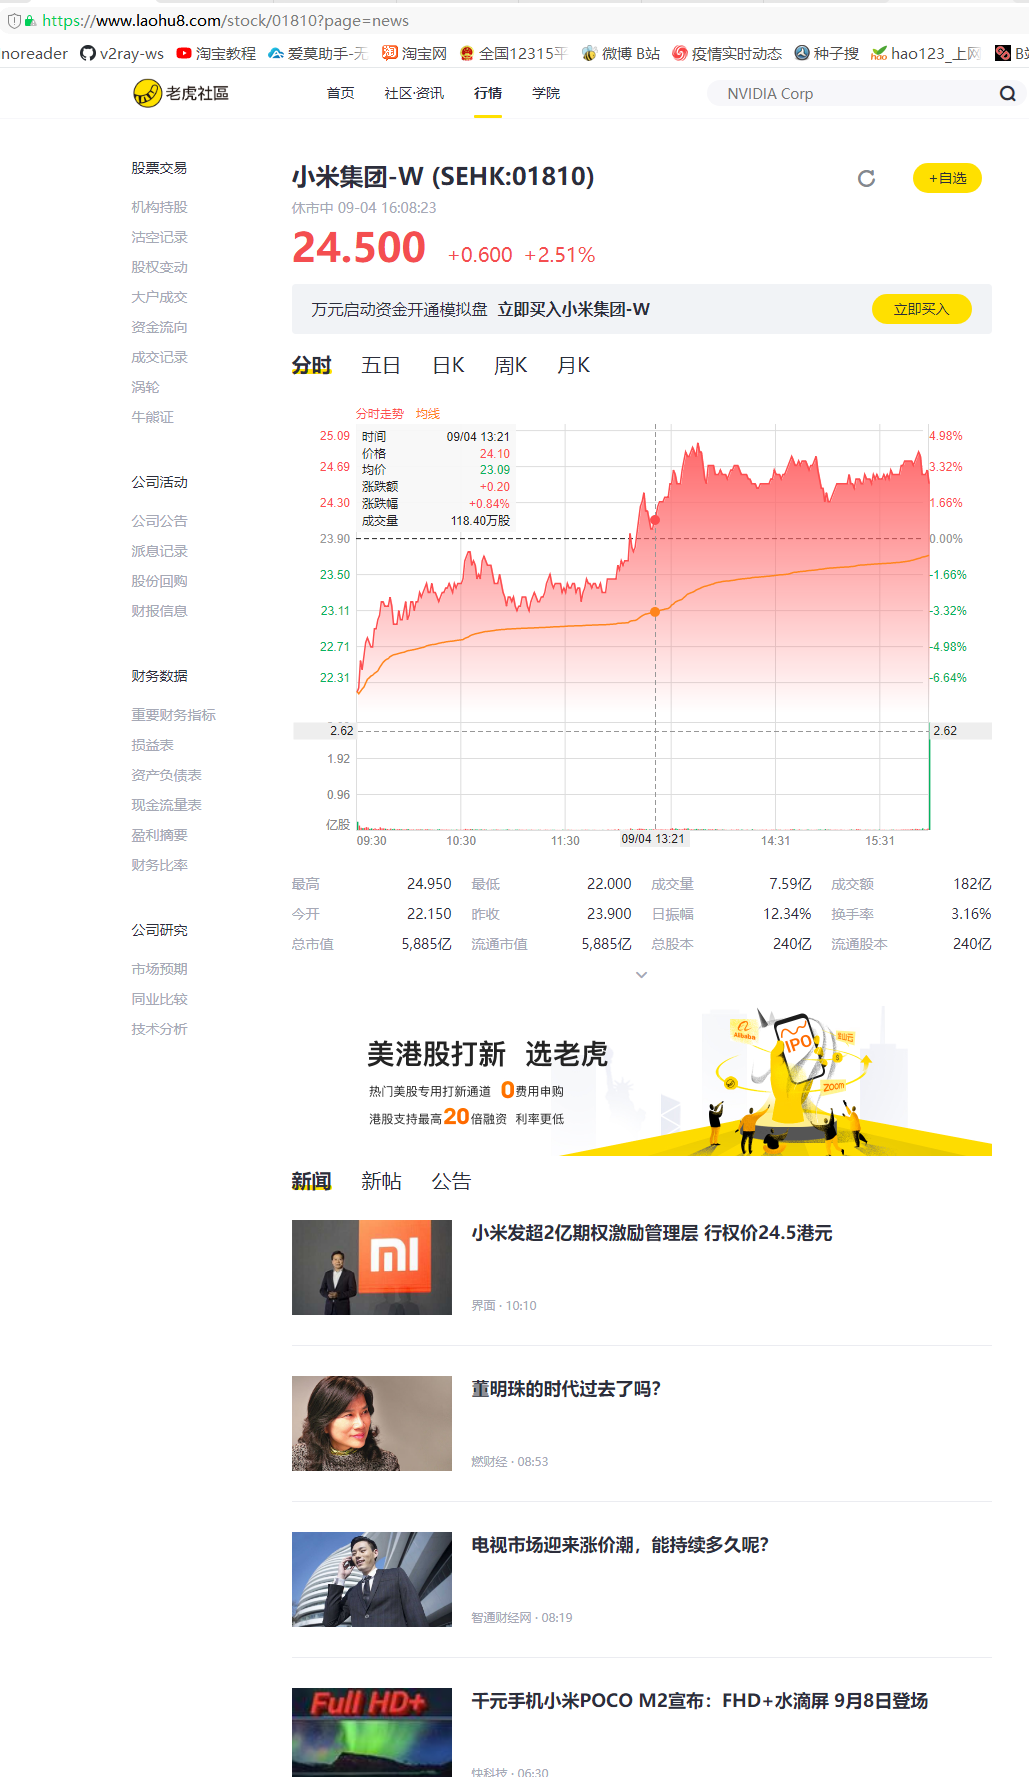 https://www.laohu8.com/stock/01810?page=news
noreader v2ray-ws 淘宝教程 爱莫助手-无 淘宝网 全国12315平 微博 B站 疫情实时动态 种子搜 hao123_上网 B站
老虎社區 首页 社区·资讯 行情 学院 NVIDIA Corp
股票交易
机构持股
沽空记录
股权变动
大户成交
资金流向
成交记录
涡轮
牛熊证
公司活动
公司公告
派息记录
股份回购
财报信息
财务数据
重要财务指标
损益表
资产负债表
现金流量表
盈利摘要
财务比率
公司研究
市场预期
同业比较
技术分析
小米集团-W (SEHK:01810)
+自选
休市中 09-04 16:08:23
24.500 +0.600 +2.51%
万元启动资金开通模拟盘 立即买入小米集团-W 立即买入
分时 五日 日K 周K 月K
分时走势 均线
时间 09/04 13:21
价格 24.10
均价 23.09
涨跌额 +0.20
涨跌幅 +0.84%
成交量 118.40万股
25.09 4.98%
24.69 3.32%
24.30 1.66%
23.90 0.00%
23.50 -1.66%
23.11 -3.32%
22.71 -4.98%
22.31 -6.64%
2.62 2.62
1.92
0.96
亿股
09:30 10:30 11:30 09/04 13:21 14:31 15:31
最高 24.950 最低 22.000 成交量 7.59亿 成交额 182亿
今开 22.150 昨收 23.900 日振幅 12.34% 换手率 3.16%
总市值 5,885亿 流通市值 5,885亿 总股本 240亿 流通股本 240亿
美港股打新 选老虎
热门美股专用打新通道 0费用申购
港股支持最高20倍融资 利率更低
Alibaba
IPO
zoom
新闻 新帖 公告
小米发超2亿期权激励管理层 行权价24.5港元
界面 · 10:10
董明珠的时代过去了吗？
燃财经 · 08:53
电视市场迎来涨价潮，能持续多久呢？
智通财经网 · 08:19
Full HD+
千元手机小米POCO M2宣布：FHD+水滴屏 9月8日登场
快科技 · 06:30